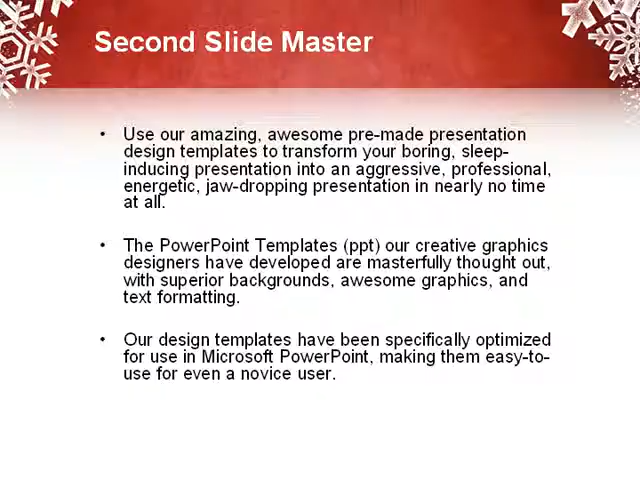 Second Slide Master
• Use our amazing, awesome pre-made presentation
design templates to transform your boring, sleep-
inducing presentation into an aggressive, professional,
energetic, jaw-dropping presentation in nearly no time
at all.
• The PowerPoint Templates (ppt) our creative graphics
designers have developed are masterfully thought out,
with superior backgrounds, awesome graphics, and
text formatting.
• Our design templates have been specifically optimized
for use in Microsoft PowerPoint, making them easy-to-
use for even a novice user.